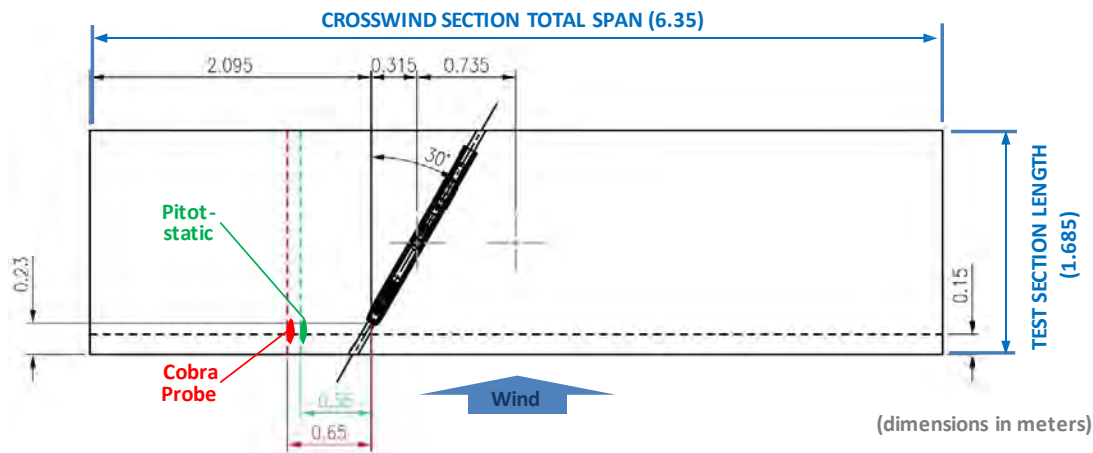 CROSSWIND SECTION TOTAL SPAN (6.35)
2.095
0.315
0.735
30°
Pitot-
static
0.23
0.15
TEST SECTION LENGTH
(1.685)
Cobra
Probe
Wind
0.55
0.65
(dimensions in meters)